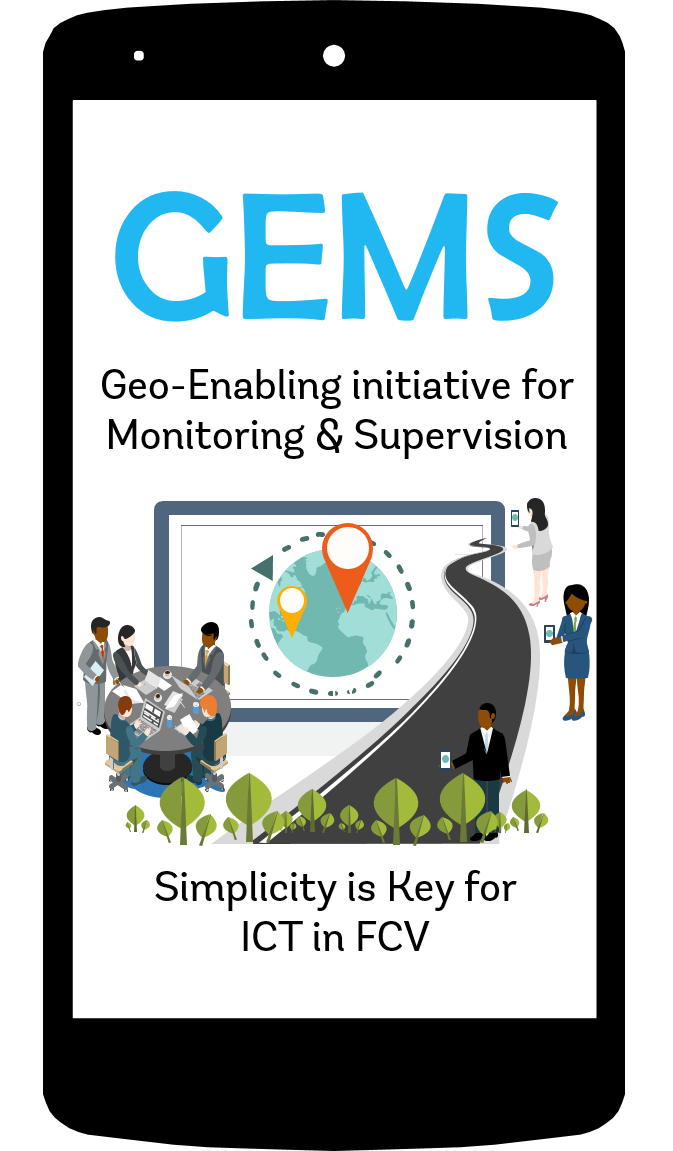 GEMS
Geo-Enabling initiative for
Monitoring & Supervision
Simplicity is Key for
ICT in FCV